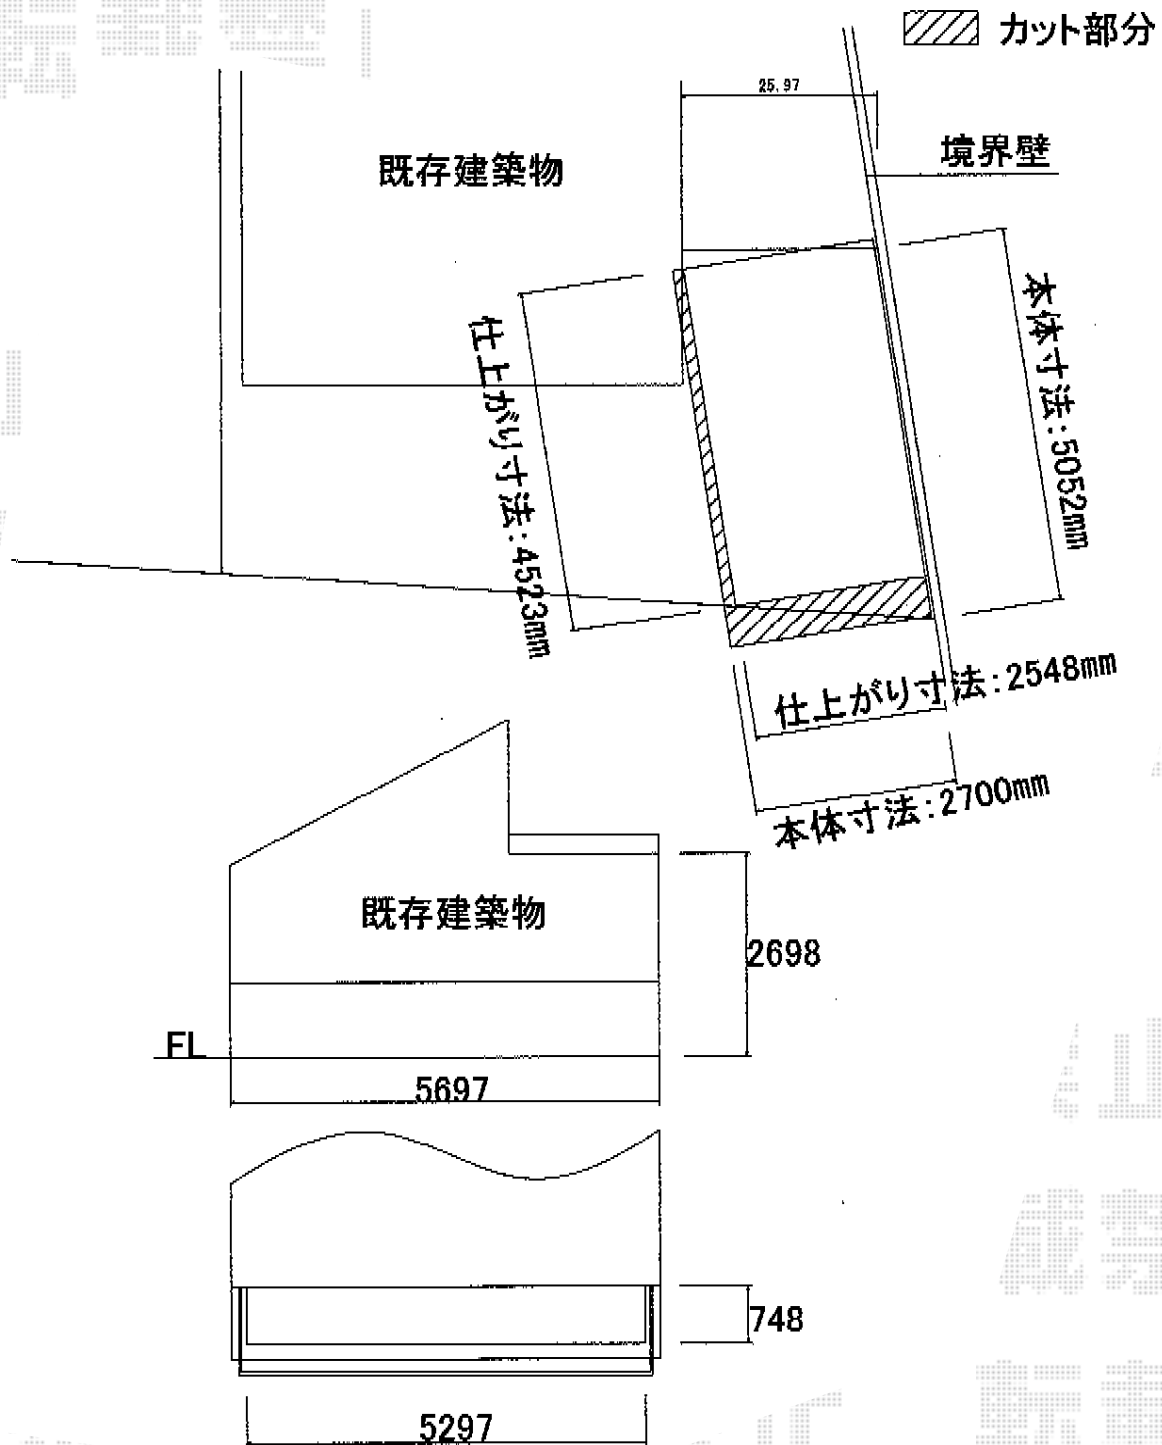 カット部分
25.97
境界壁
既存建築物
本体寸法:5052mm
仕上がり寸法:4523mm
仕上がり寸法:2548mm
本体寸法:2700mm
既存建築物
2698
FL
5697
748
5297